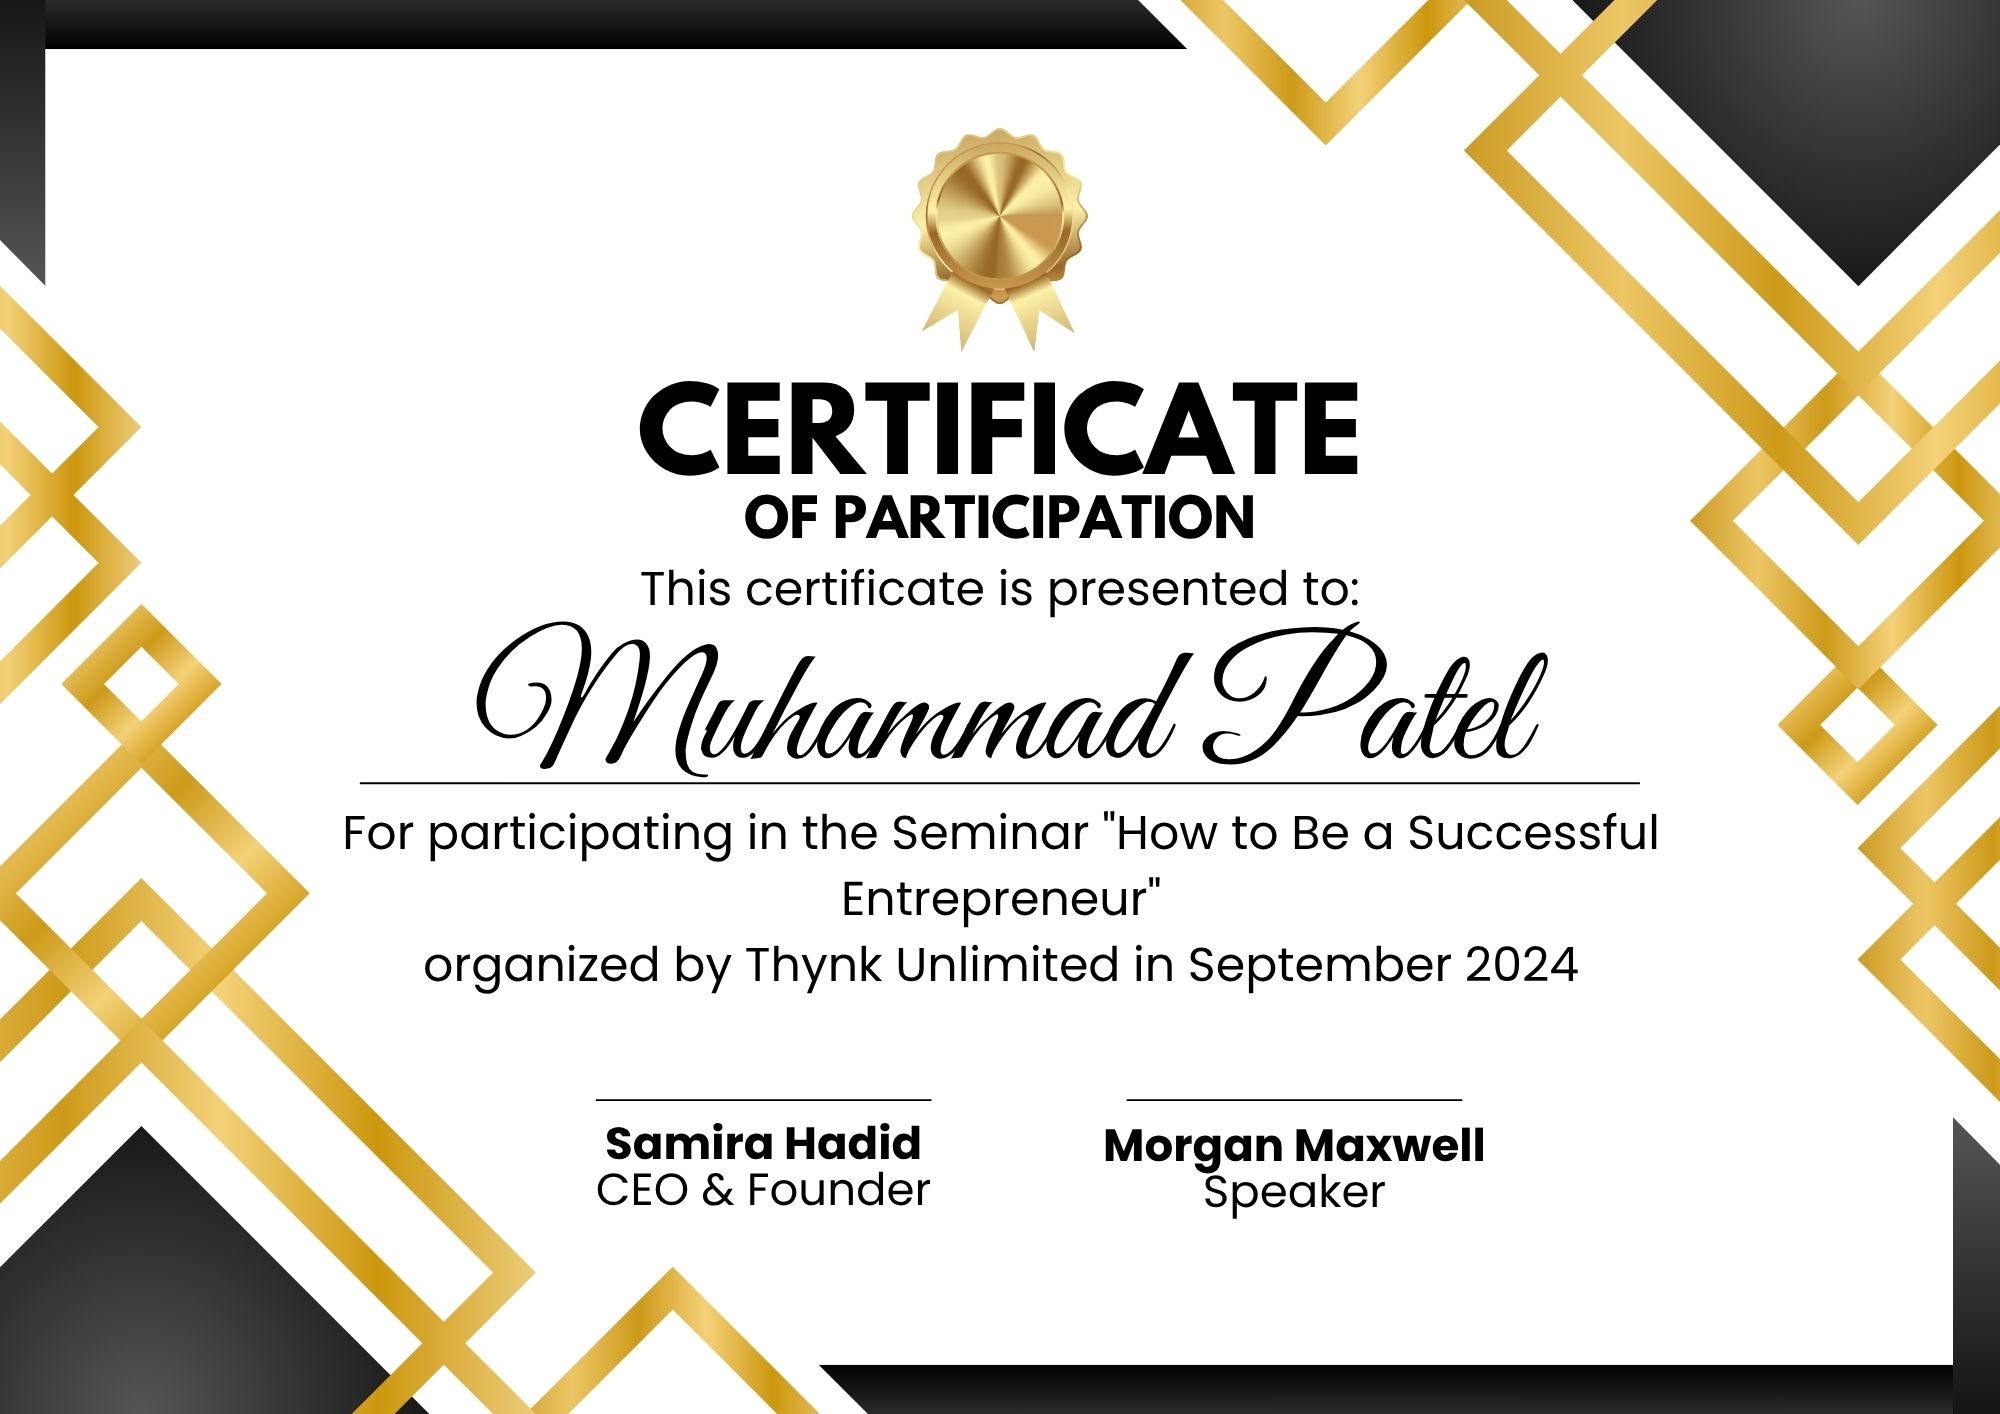 CERTIFICATE
OF PARTICIPATION
This certificate is presented to:
Muhammad Patel
For participating in the Seminar "How to Be a Successful
Entrepreneur"
organized by Thynk Unlimited in September 2024
Samira Hadid
CEO & Founder
Morgan Maxwell
Speaker